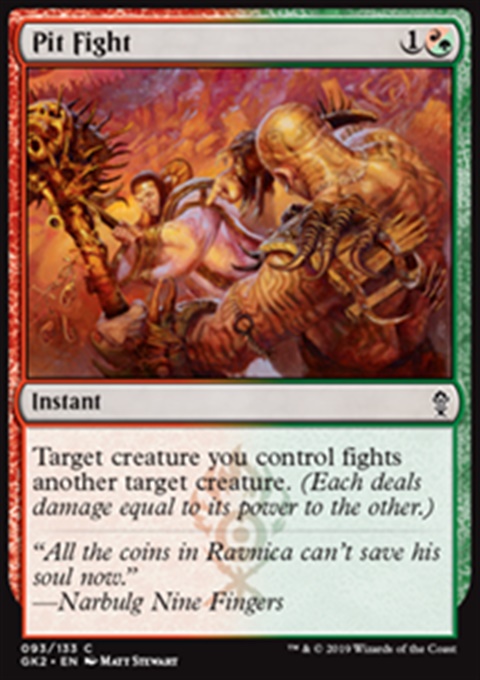 Pit Fight 1
Instant
Target creature you control fights
another target creature. (Each deals
damage equal to its power to the other.)
“All the coins in Ravnica can’t save his
soul now.”
—Narbulg Nine Fingers
093/133 C
GK2 • EN Matt Stewart
™ & © 2019 Wizards of the Coast